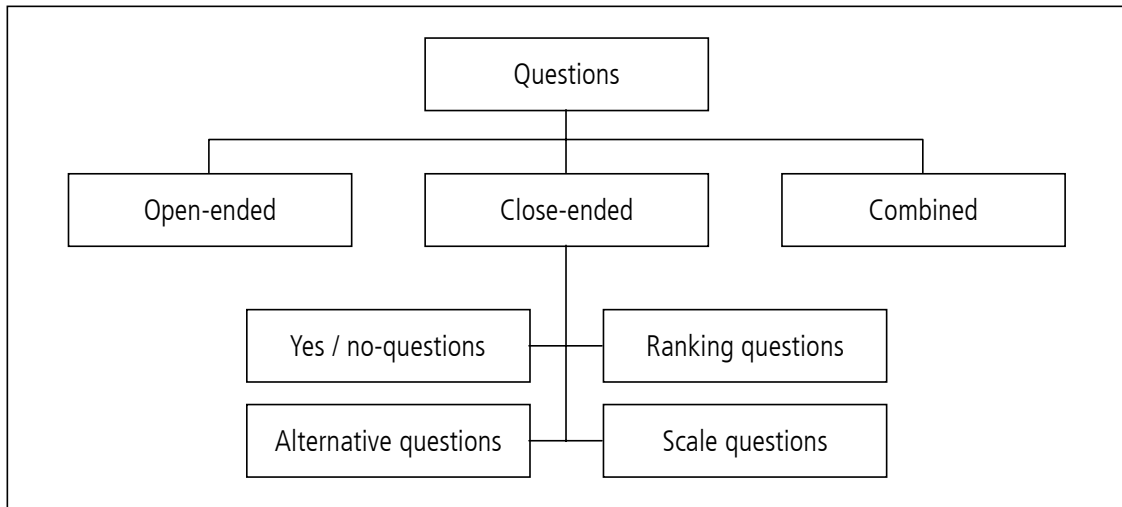 Questions
Open-ended
Close-ended
Combined
Yes / no-questions
Ranking questions
Alternative questions
Scale questions